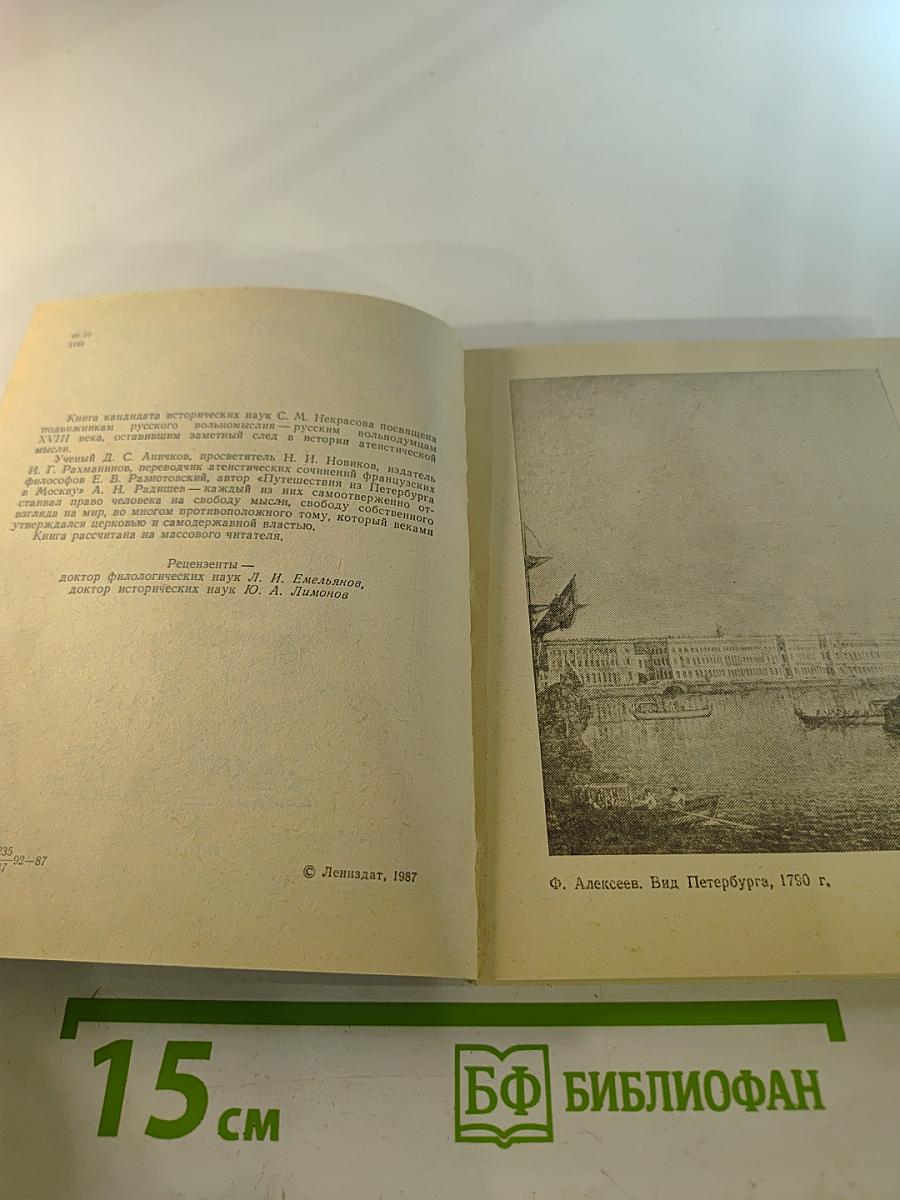 Книга кандидата исторических наук С. М. Некрасова посвящена
подвижникам русского вольномыслия — русским вольнодумцам
XVIII века, оставившим заметный след в истории атеистической
мысли.
Ученый Д. С. Аничков, просветитель Н. И. Новиков, издатель
И. Г. Рахманинов, переводчик атеистических сочинений французских
философов Е. В. Разнотовский, автор «Путешествия из Петербурга
в Москву» А. Н. Радищев — каждый из них самоотверженно от-
стаивал право человека на свободу мысли, свободу собственного
взгляда на мир, во многом противоположного тому, который веками
утверждался церковью и самодержавной властью.
Книга рассчитана на массового читателя.
Рецензенты —
доктор филологических наук Л. И. Емельянов,
доктор исторических наук Ю. А. Лимонов
235
92—87
© Лениздат, 1987
Ф. Алексеев. Вид Петербурга, 1790 г.
15 см
БФ БИБЛИОФАН